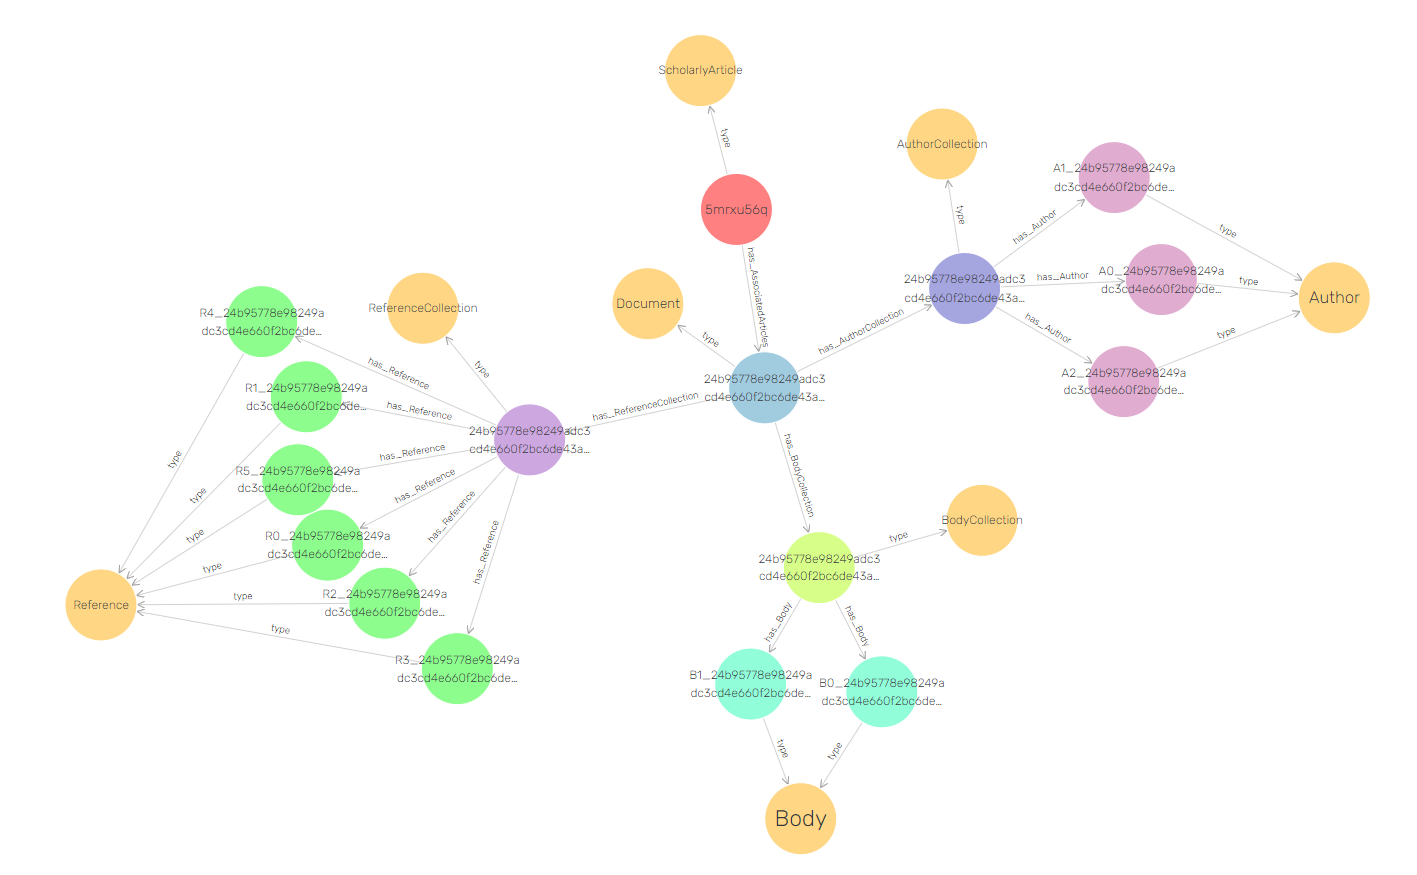 ScholarlyArticle
type
5mrxu56q
has_AssociatedArticles
AuthorCollection
type
A1_24b95778e98249a
dc3cd4e660f2bc6de...
has_Author
type
24b95778e98249adc3
cd4e660f2bc6de43a...
has_Author
A0_24b95778e98249a
dc3cd4e660f2bc6de...
type
Author
has_Author
type
A2_24b95778e98249a
dc3cd4e660f2bc6de...
Document
type
has_AuthorCollection
24b95778e98249adc3
cd4e660f2bc6de43a...
has_ReferenceCollection
ReferenceCollection
type
R4_24b95778e98249a
dc3cd4e660f2bc6de...
has_Reference
R1_24b95778e98249a
dc3cd4e660f2bc6de...
has_Reference
24b95778e98249adc3
cd4e660f2bc6de43a...
type
R5_24b95778e98249a
dc3cd4e660f2bc6de...
has_Reference
type
has_Reference
R0_24b95778e98249a
dc3cd4e660f2bc6de...
type
has_Reference
type
has_Reference
R2_24b95778e98249a
dc3cd4e660f2bc6de...
type
Reference
type
R3_24b95778e98249a
dc3cd4e660f2bc6de...
has_BodyCollection
BodyCollection
type
24b95778e98249adc3
cd4e660f2bc6de43a...
has_Body
has_Body
B1_24b95778e98249a
dc3cd4e660f2bc6de...
B0_24b95778e98249a
dc3cd4e660f2bc6de...
type
type
Body